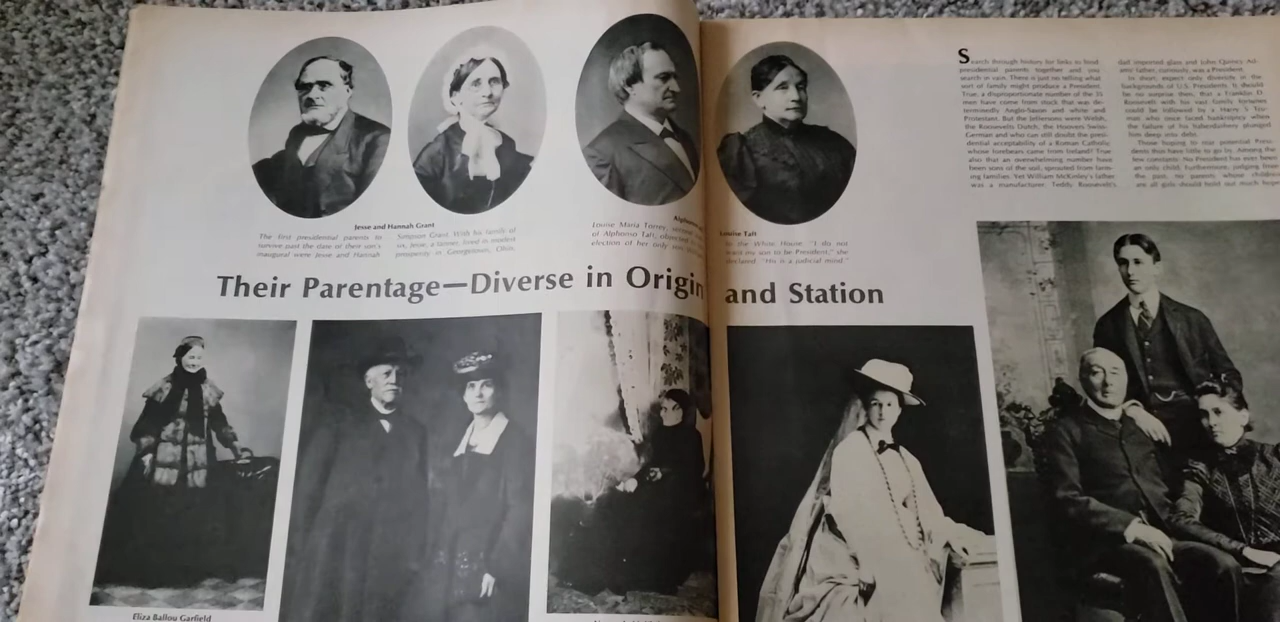 Jesse and Hannah Grant
The first presidential parents to
survive past the date of their son's
inaugural were Jesse and Hannah
Simpson Grant. With his family of
six, Jesse, a tanner, lived in modest
prosperity in Georgetown, Ohio.
Louise Maria Torrey,
of Alphonso Taft,
election of her only
Louise Taft
to the White House. "I do not
want my son to be President," she
declared. "His is a judicial mind."
Search through history for links to bind
presidential parents together and you
search in vain. There is just no telling what
sort of family might produce a President.
True, a disproportionate number of the 35
men have come from stock that was de-
terminedly Anglo-Saxon and white and
Protestant. But the Jeffersons were Welsh,
the Roosevelts Dutch, the Hoovers Swiss-
German and who can still doubt the presi-
dential acceptability of a Roman Catholic
whose forebears came from Ireland? True
also that an overwhelming number have
been sons of the soil, sprouted from farm-
ing families. Yet William McKinley's father
was a manufacturer, Teddy Roosevelt's
dad imported glass and John Quincy Ad-
ams' father, curiously, was a President.
In short, expect only diversity in the
backgrounds of U.S. Presidents. It should
be no surprise then, that a Franklin D.
Roosevelt with his vast family fortunes
could be followed by a Harry S Tru-
man who once faced bankruptcy when
the failure of his haberdashery plunged
him deep into debt.
Those hoping to rear potential Presi-
dents thus have little to go by. Among the
few constants: No President has ever been
an only child. Furthermore, judging from
the past, no parents whose children
are all girls should hold out much hope
Their Parentage—Diverse in Origin and Station
Eliza Ballou Garfield